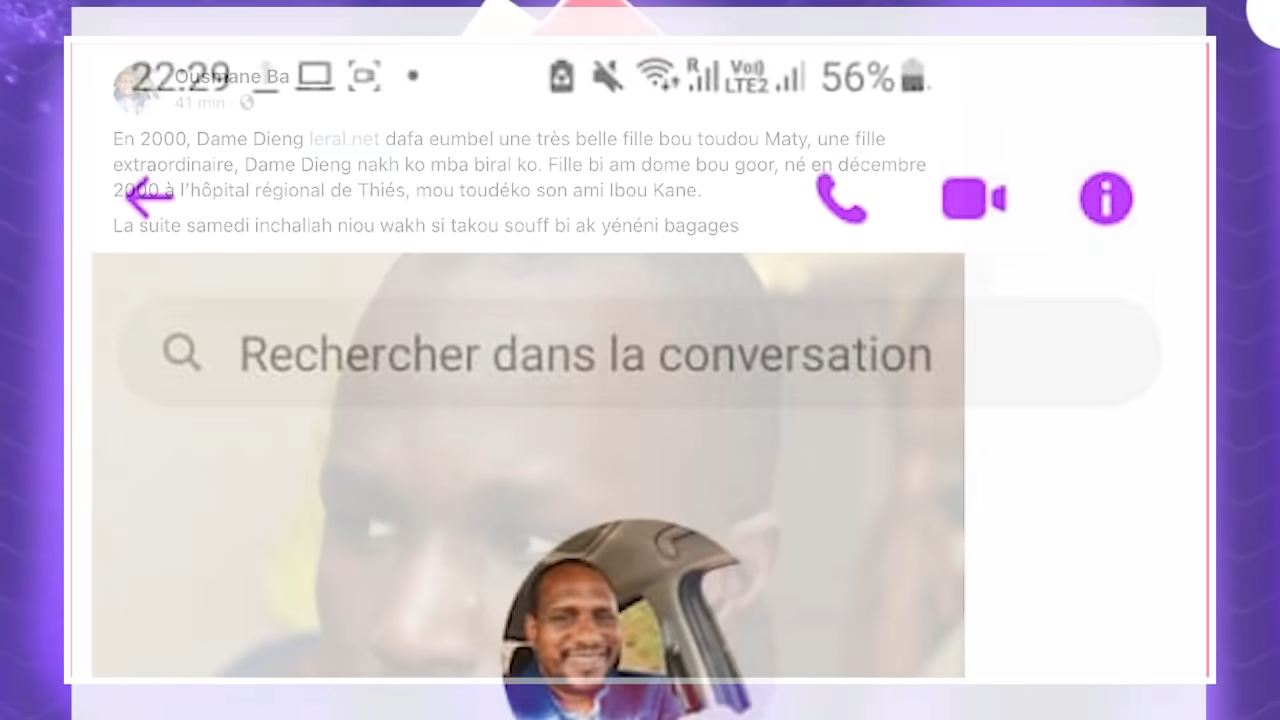 22:29
R Vo)) LTE2 56%
Ousmane Ba
41 min
En 2000, Dame Dieng leral.net dafa eumbel une très belle fille bou toudou Maty, une fille
extraordinaire, Dame Dieng nakh ko mba biral ko. Fille bi am dome bou goor, né en décembre
2000 à l'hôpital régional de Thiés, mou toudéko son ami Ibou Kane.
La suite samedi inchallah niou wakh si takou souff bi ak yénéni bagages
Rechercher dans la conversation